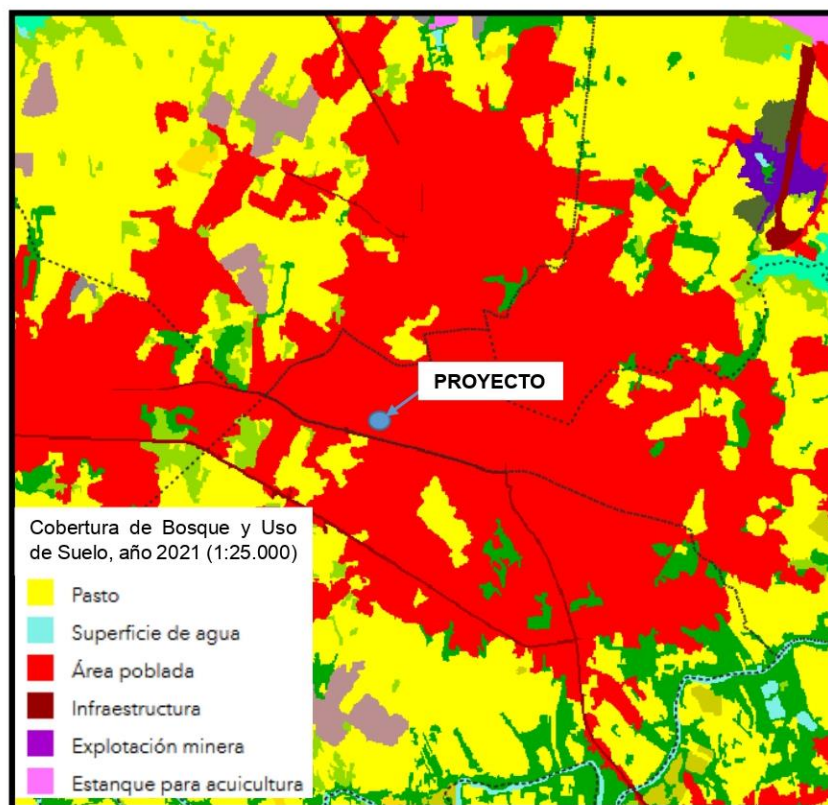 PROYECTO
Cobertura de Bosque y Uso
de Suelo, año 2021 (1:25.000)
Pasto
Superficie de agua
Área poblada
Infraestructura
Explotación minera
Estanque para acuicultura